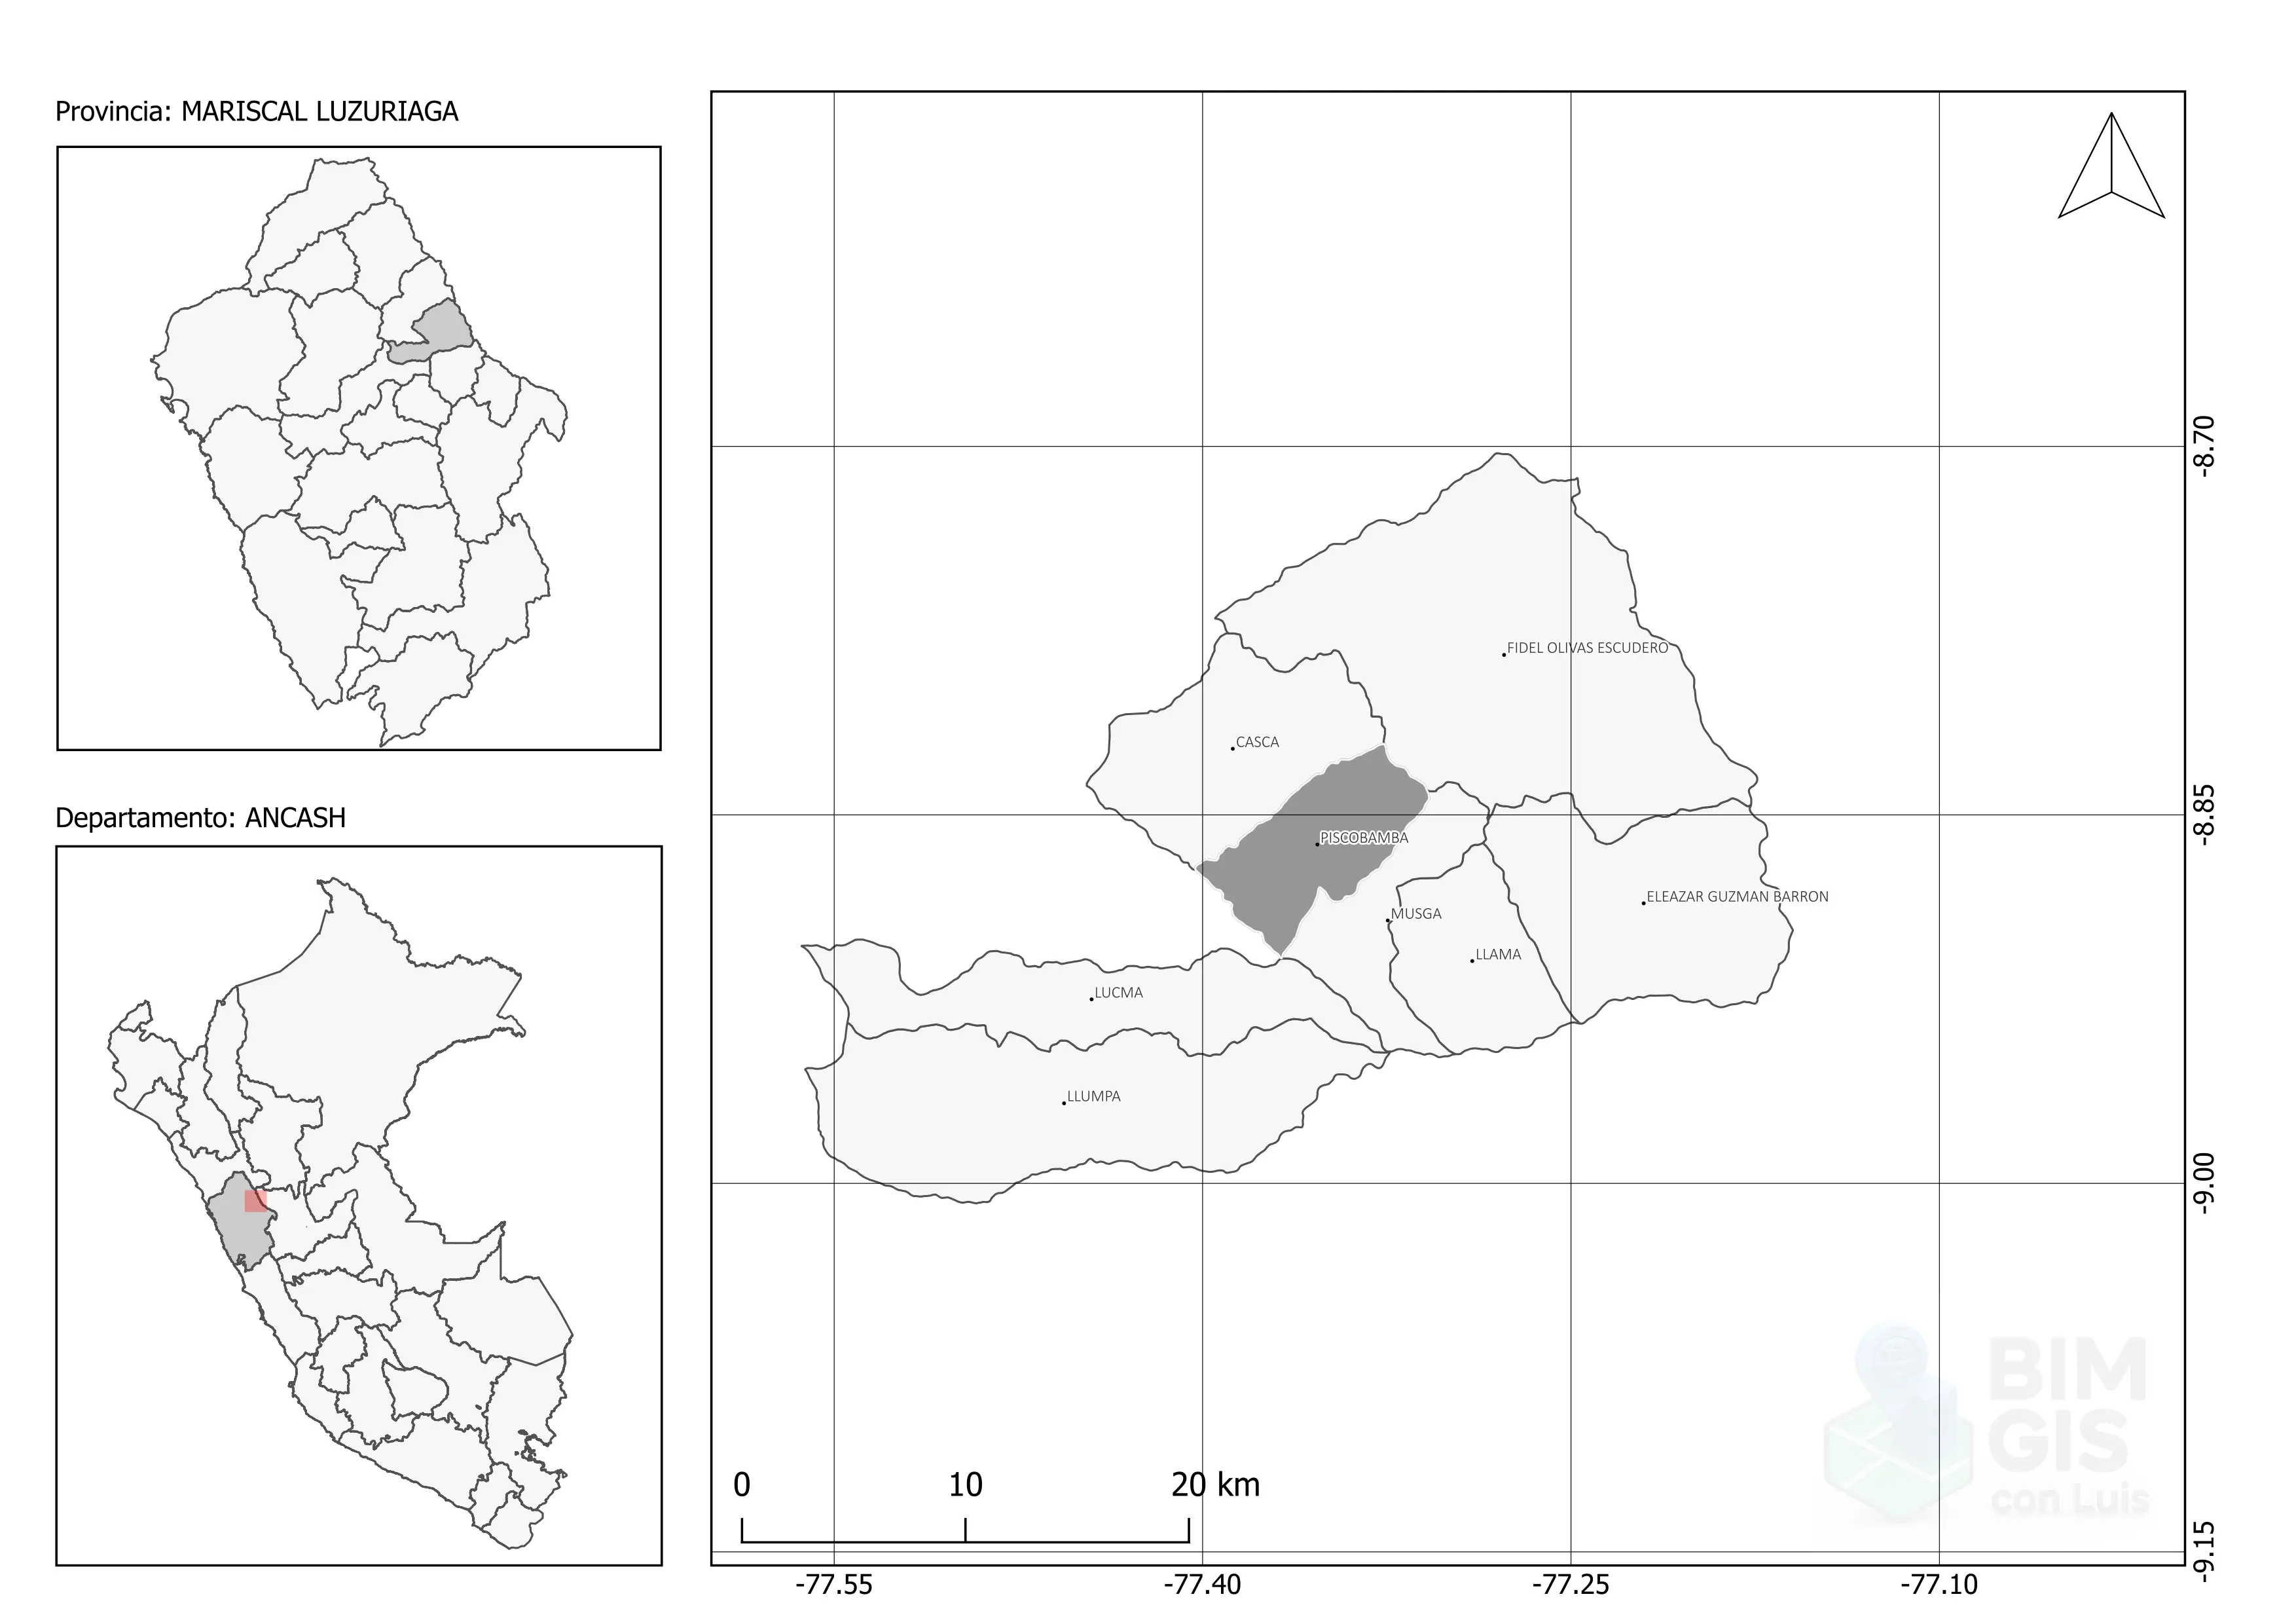 Provincia: MARISCAL LUZURIAGA
Departamento: ANCASH
FIDEL OLIVAS ESCUDERO
CASCA
PISCOBAMBA
ELEAZAR GUZMAN BARRON
MUSGA
LLAMA
LUCMA
LLUMPA
-8.70
-8.85
-9.00
-9.15
0 10 20 km
-77.55 -77.40 -77.25 -77.10
BIM
GIS
con Luis